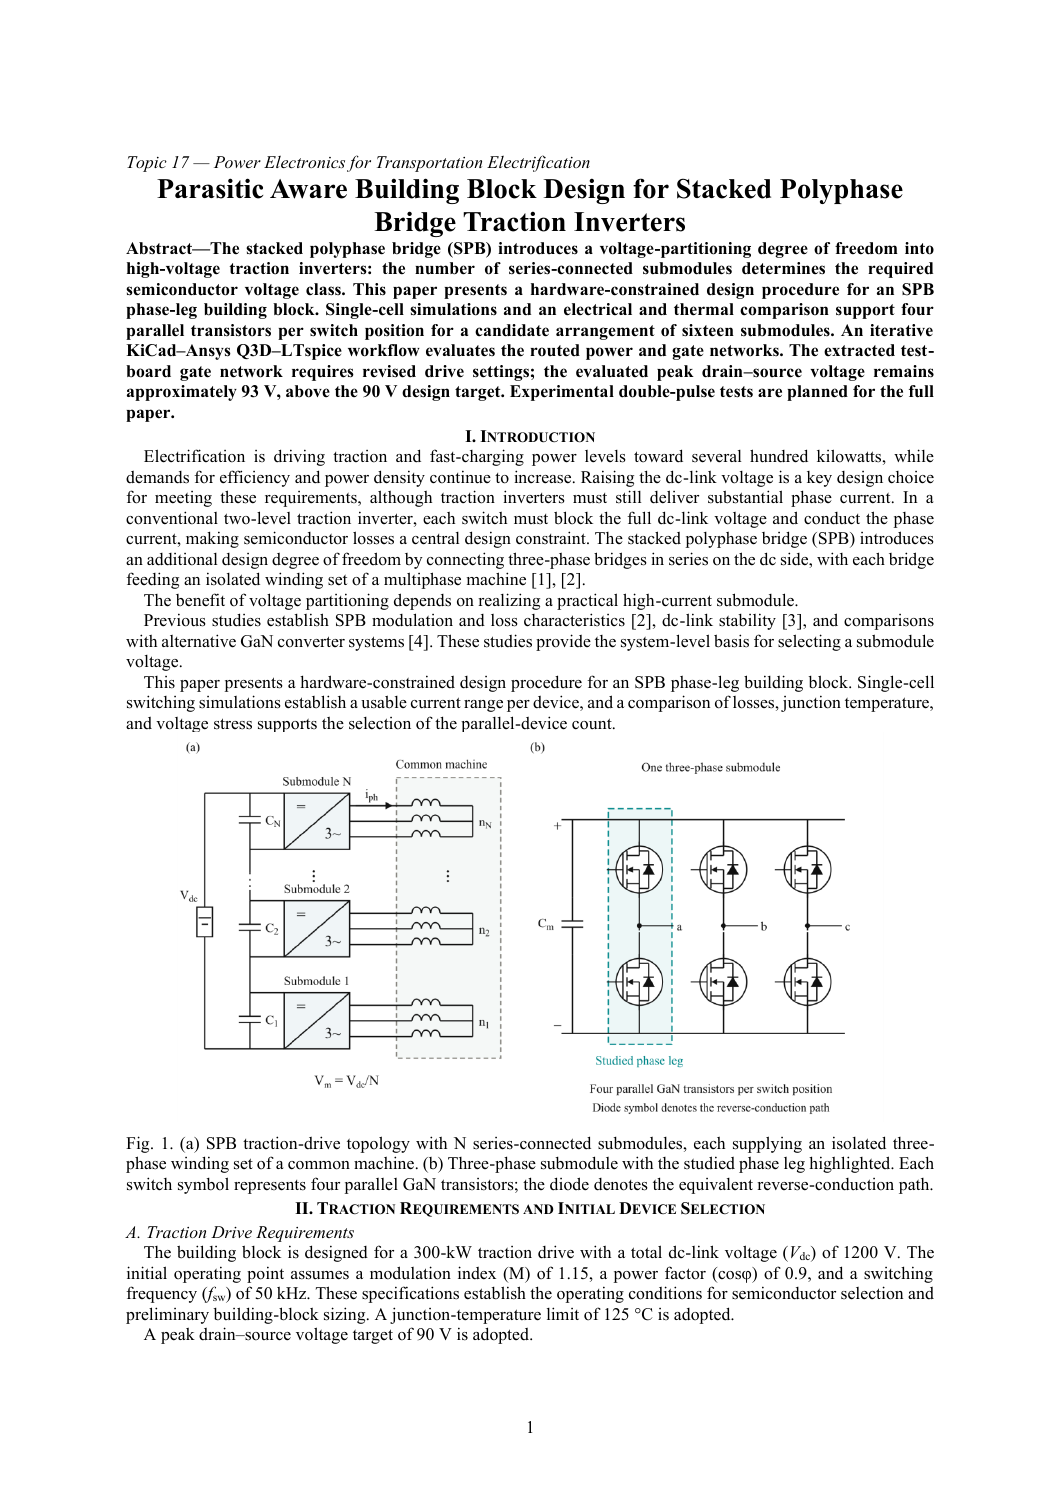 Topic 17 — Power Electronics for Transportation Electrification
Parasitic Aware Building Block Design for Stacked Polyphase
Bridge Traction Inverters
Abstract—The stacked polyphase bridge (SPB) introduces a voltage-partitioning degree of freedom into
high-voltage traction inverters: the number of series-connected submodules determines the required
semiconductor voltage class. This paper presents a hardware-constrained design procedure for an SPB
phase-leg building block. Single-cell simulations and an electrical and thermal comparison support four
parallel transistors per switch position for a candidate arrangement of sixteen submodules. An iterative
KiCad–Ansys Q3D–LTspice workflow evaluates the routed power and gate networks. The extracted test-
board gate network requires revised drive settings; the evaluated peak drain–source voltage remains
approximately 93 V, above the 90 V design target. Experimental double-pulse tests are planned for the full
paper.
I. INTRODUCTION
Electrification is driving traction and fast-charging power levels toward several hundred kilowatts, while
demands for efficiency and power density continue to increase. Raising the dc-link voltage is a key design choice
for meeting these requirements, although traction inverters must still deliver substantial phase current. In a
conventional two-level traction inverter, each switch must block the full dc-link voltage and conduct the phase
current, making semiconductor losses a central design constraint. The stacked polyphase bridge (SPB) introduces
an additional design degree of freedom by connecting three-phase bridges in series on the dc side, with each bridge
feeding an isolated winding set of a multiphase machine [1], [2].
The benefit of voltage partitioning depends on realizing a practical high-current submodule.
Previous studies establish SPB modulation and loss characteristics [2], dc-link stability [3], and comparisons
with alternative GaN converter systems [4]. These studies provide the system-level basis for selecting a submodule
voltage.
This paper presents a hardware-constrained design procedure for an SPB phase-leg building block. Single-cell
switching simulations establish a usable current range per device, and a comparison of losses, junction temperature,
and voltage stress supports the selection of the parallel-device count.
(a)
Common machine
Submodule N
iph
CN
=
3~
nN
⋮
Submodule 2
Vdc
C2
=
3~
n2
Submodule 1
C1
=
3~
n1
Vm = Vdc/N
(b)
One three-phase submodule
+
Cm
a
b
c
−
Studied phase leg
Four parallel GaN transistors per switch position
Diode symbol denotes the reverse-conduction path
Fig. 1. (a) SPB traction-drive topology with N series-connected submodules, each supplying an isolated three-
phase winding set of a common machine. (b) Three-phase submodule with the studied phase leg highlighted. Each
switch symbol represents four parallel GaN transistors; the diode denotes the equivalent reverse-conduction path.
II. TRACTION REQUIREMENTS AND INITIAL DEVICE SELECTION
A. Traction Drive Requirements
The building block is designed for a 300-kW traction drive with a total dc-link voltage (Vdc) of 1200 V. The
initial operating point assumes a modulation index (M) of 1.15, a power factor (cosφ) of 0.9, and a switching
frequency (fsw) of 50 kHz. These specifications establish the operating conditions for semiconductor selection and
preliminary building-block sizing. A junction-temperature limit of 125 °C is adopted.
A peak drain–source voltage target of 90 V is adopted.
1